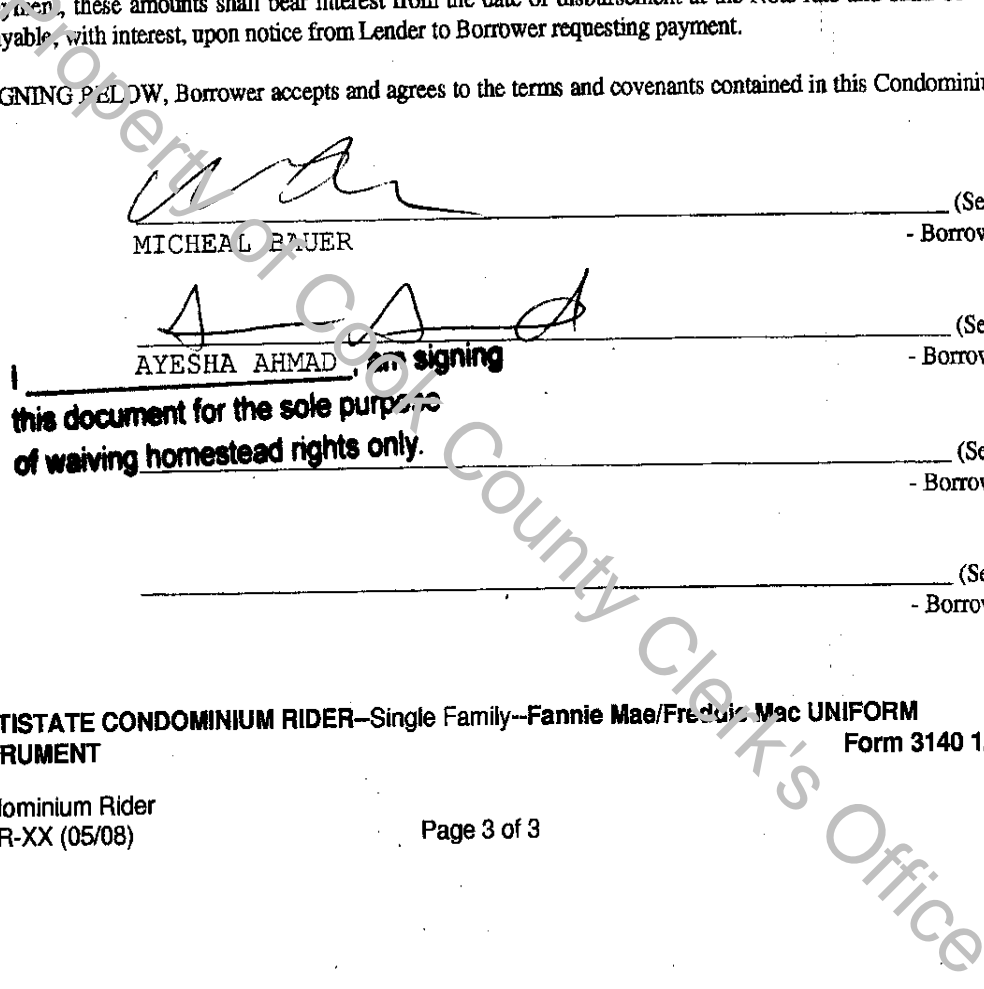 these amounts shall bear interest from the date of disbursement at the Note rate and
yable, with interest, upon notice from Lender to Borrower requesting payment.
GNING BELOW, Borrower accepts and agrees to the terms and covenants contained in this Condomini
(Se
MICHEAL BAUER
- Borrow
(Se
AYESHA AHMAD
- Borrow
I , am signing
this document for the sole purpose
of waiving homestead rights only.
(Se
- Borrow
(Se
- Borrow
TISTATE CONDOMINIUM RIDER--Single Family--Fannie Mae/Freddie Mac UNIFORM
RUMENT Form 3140 1
dominium Rider
R-XX (05/08)
Page 3 of 3
Property of Cook County Clerk's Office